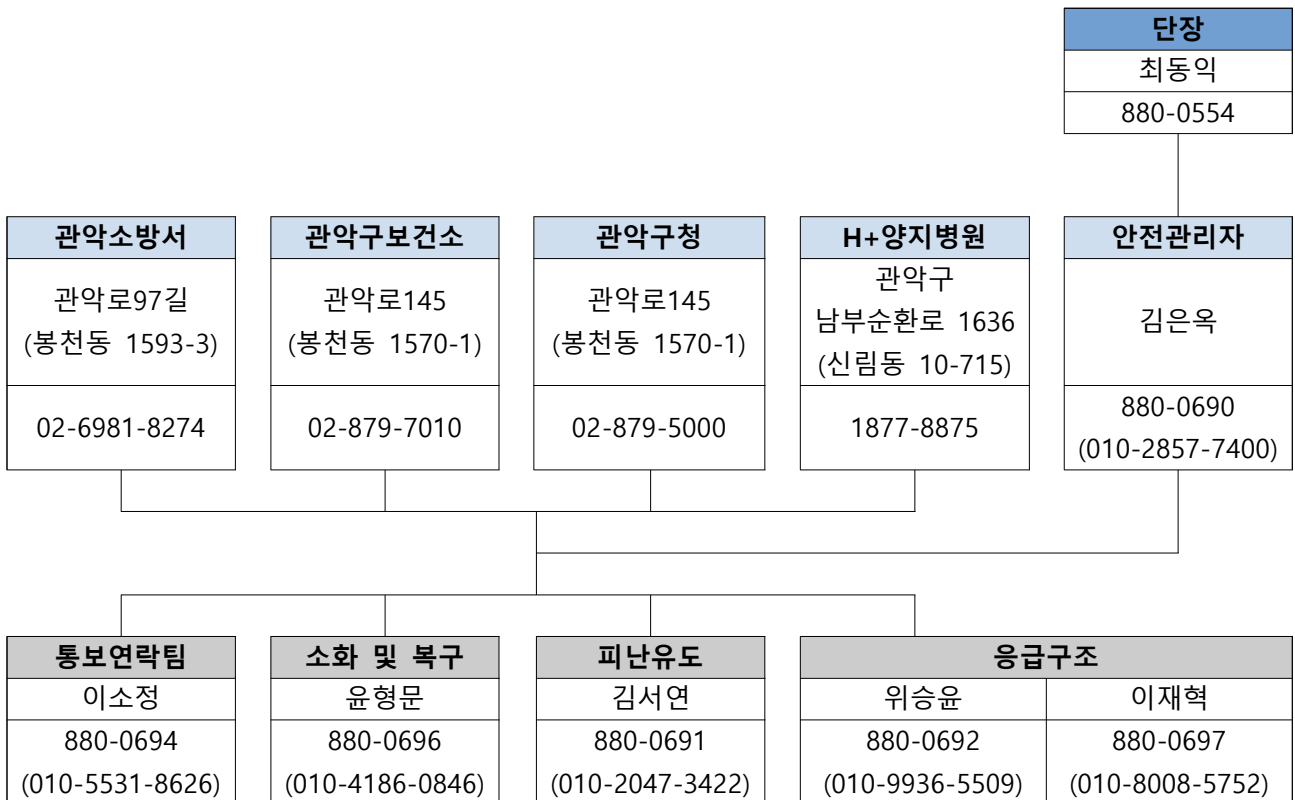 단장
최동익
880-0554
관악소방서
관악로97길
(봉천동 1593-3)
02-6981-8274
관악구보건소
관악로145
(봉천동 1570-1)
02-879-7010
관악구청
관악로145
(봉천동 1570-1)
02-879-5000
H+양지병원
관악구
남부순환로 1636
(신림동 10-715)
1877-8875
안전관리자
김은옥
880-0690
(010-2857-7400)
통보연락팀
이소정
880-0694
(010-5531-8626)
소화 및 복구
윤형문
880-0696
(010-4186-0846)
피난유도
김서연
880-0691
(010-2047-3422)
응급구조
위승윤
880-0692
(010-9936-5509)
이재혁
880-0697
(010-8008-5752)